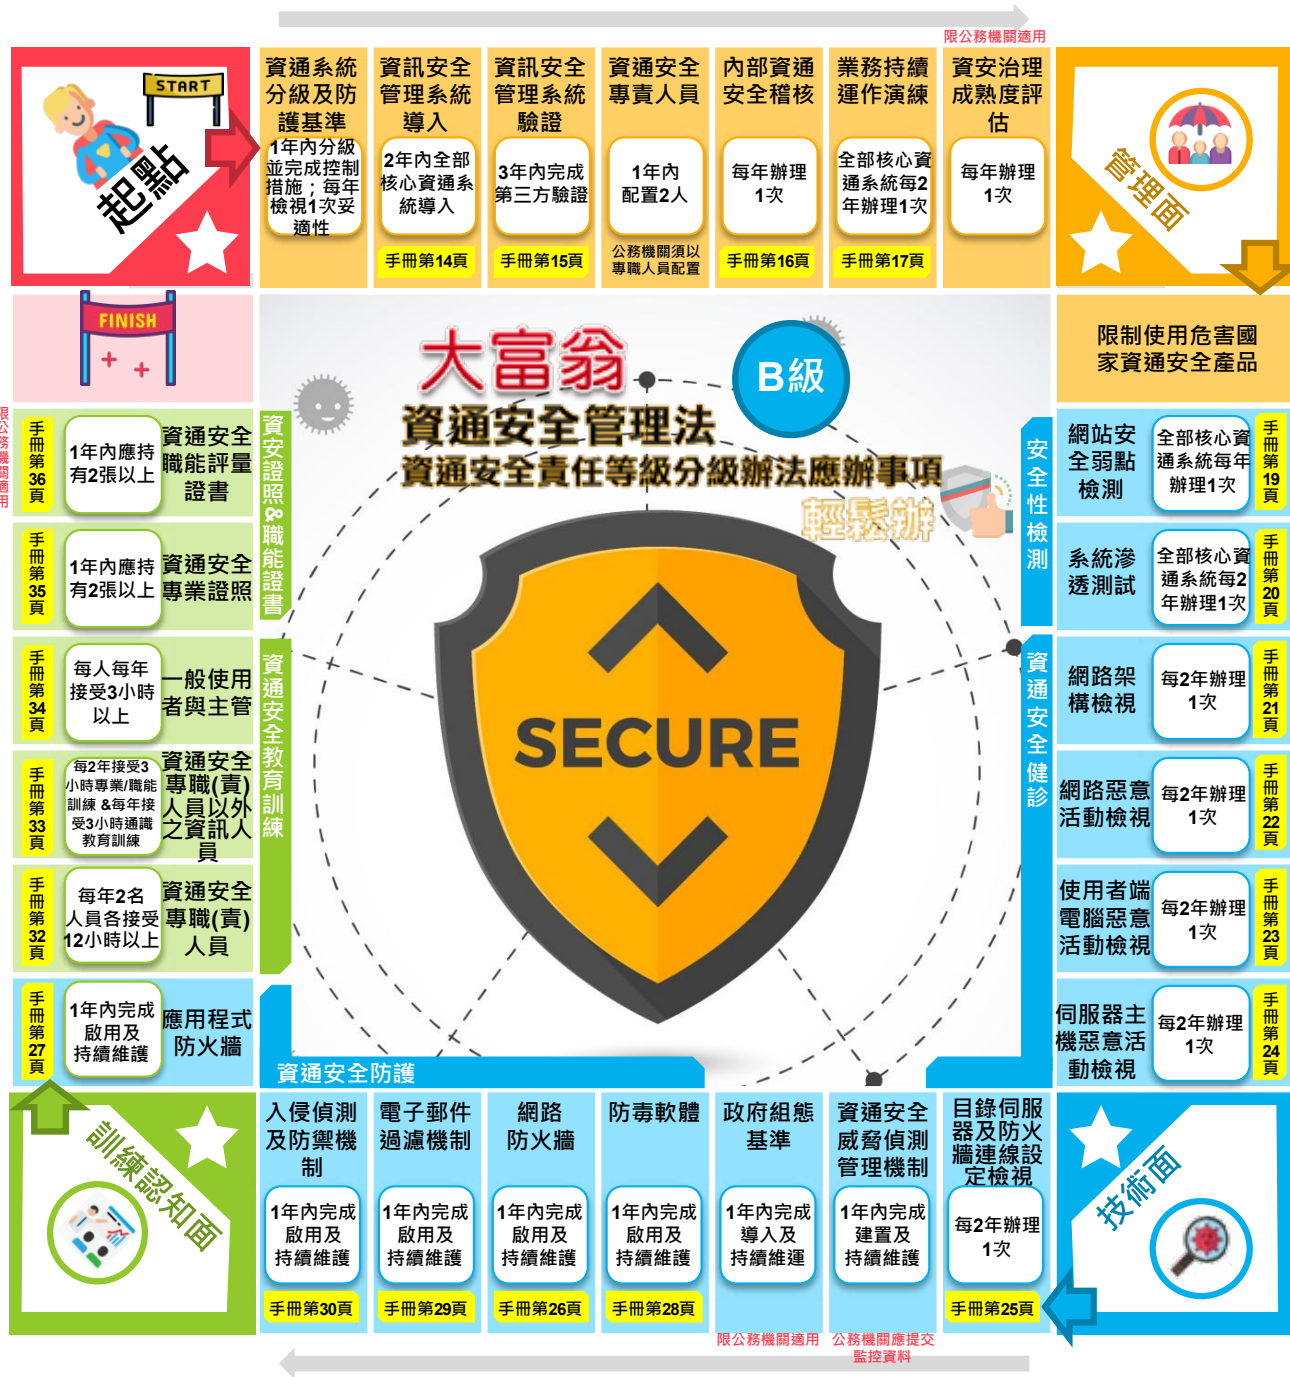 限公務機關適用
START
起點
資通系統
分級及防
護基準
1年內分級
並完成控制
措施；每年
檢視1次妥
適性
資訊安全
管理系統
導入
2年內全部
核心資通系
統導入
手冊第14頁
資訊安全
管理系統
驗證
3年內完成
第三方驗證
手冊第15頁
資通安全
專責人員
1年內
配置2人
公務機關須以
專職人員配置
內部資通
安全稽核
每年辦理
1次
手冊第16頁
業務持續
運作演練
全部核心資
通系統每2
年辦理1次
手冊第17頁
資安治理
成熟度評
估
每年辦理
1次
管理面
限制使用危害國
家資通安全產品
安全性檢測
網站安
全弱點
檢測
全部核心資
通系統每年
辦理1次
手冊第19頁
系統滲
透測試
全部核心資
通系統每2
年辦理1次
手冊第20頁
資通安全健診
網路架
構檢視
每2年辦理
1次
手冊第21頁
網路惡意
活動檢視
每2年辦理
1次
手冊第22頁
使用者端
電腦惡意
活動檢視
每2年辦理
1次
手冊第23頁
伺服器主
機惡意活
動檢視
每2年辦理
1次
手冊第24頁
技術面
目錄伺服
器及防火
牆連線設
定檢視
每2年辦理
1次
手冊第25頁
資通安全
威脅偵測
管理機制
1年內完成
建置及
持續維護
公務機關應提交
監控資料
政府組態
基準
1年內完成
導入及
持續維運
限公務機關適用
資通安全防護
防毒軟體
1年內完成
啟用及
持續維護
手冊第28頁
網路
防火牆
1年內完成
啟用及
持續維護
手冊第26頁
電子郵件
過濾機制
1年內完成
啟用及
持續維護
手冊第29頁
入侵偵測
及防禦機
制
1年內完成
啟用及
持續維護
手冊第30頁
訓練認知面
應用程式
防火牆
1年內完成
啟用及
持續維護
手冊第27頁
資通安全教育訓練
資通安全
專職(責)
人員
每年2名
人員各接受
12小時以上
手冊第32頁
資通安全
專職(責)
人員以外
之資訊人
員
每2年接受3
小時專業/職能
訓練 &每年接
受3小時通識
教育訓練
手冊第33頁
一般使用
者與主管
每人每年
接受3小時
以上
手冊第34頁
資安證照&職能證書
資通安全
專業證照
1年內應持
有2張以上
手冊第35頁
資通安全
職能評量
證書
1年內應持
有2張以上
手冊第36頁
限公務機關適用
FINISH
大富翁
B級
資通安全管理法
資通安全責任等級分級辦法應辦事項
輕鬆辦
SECURE